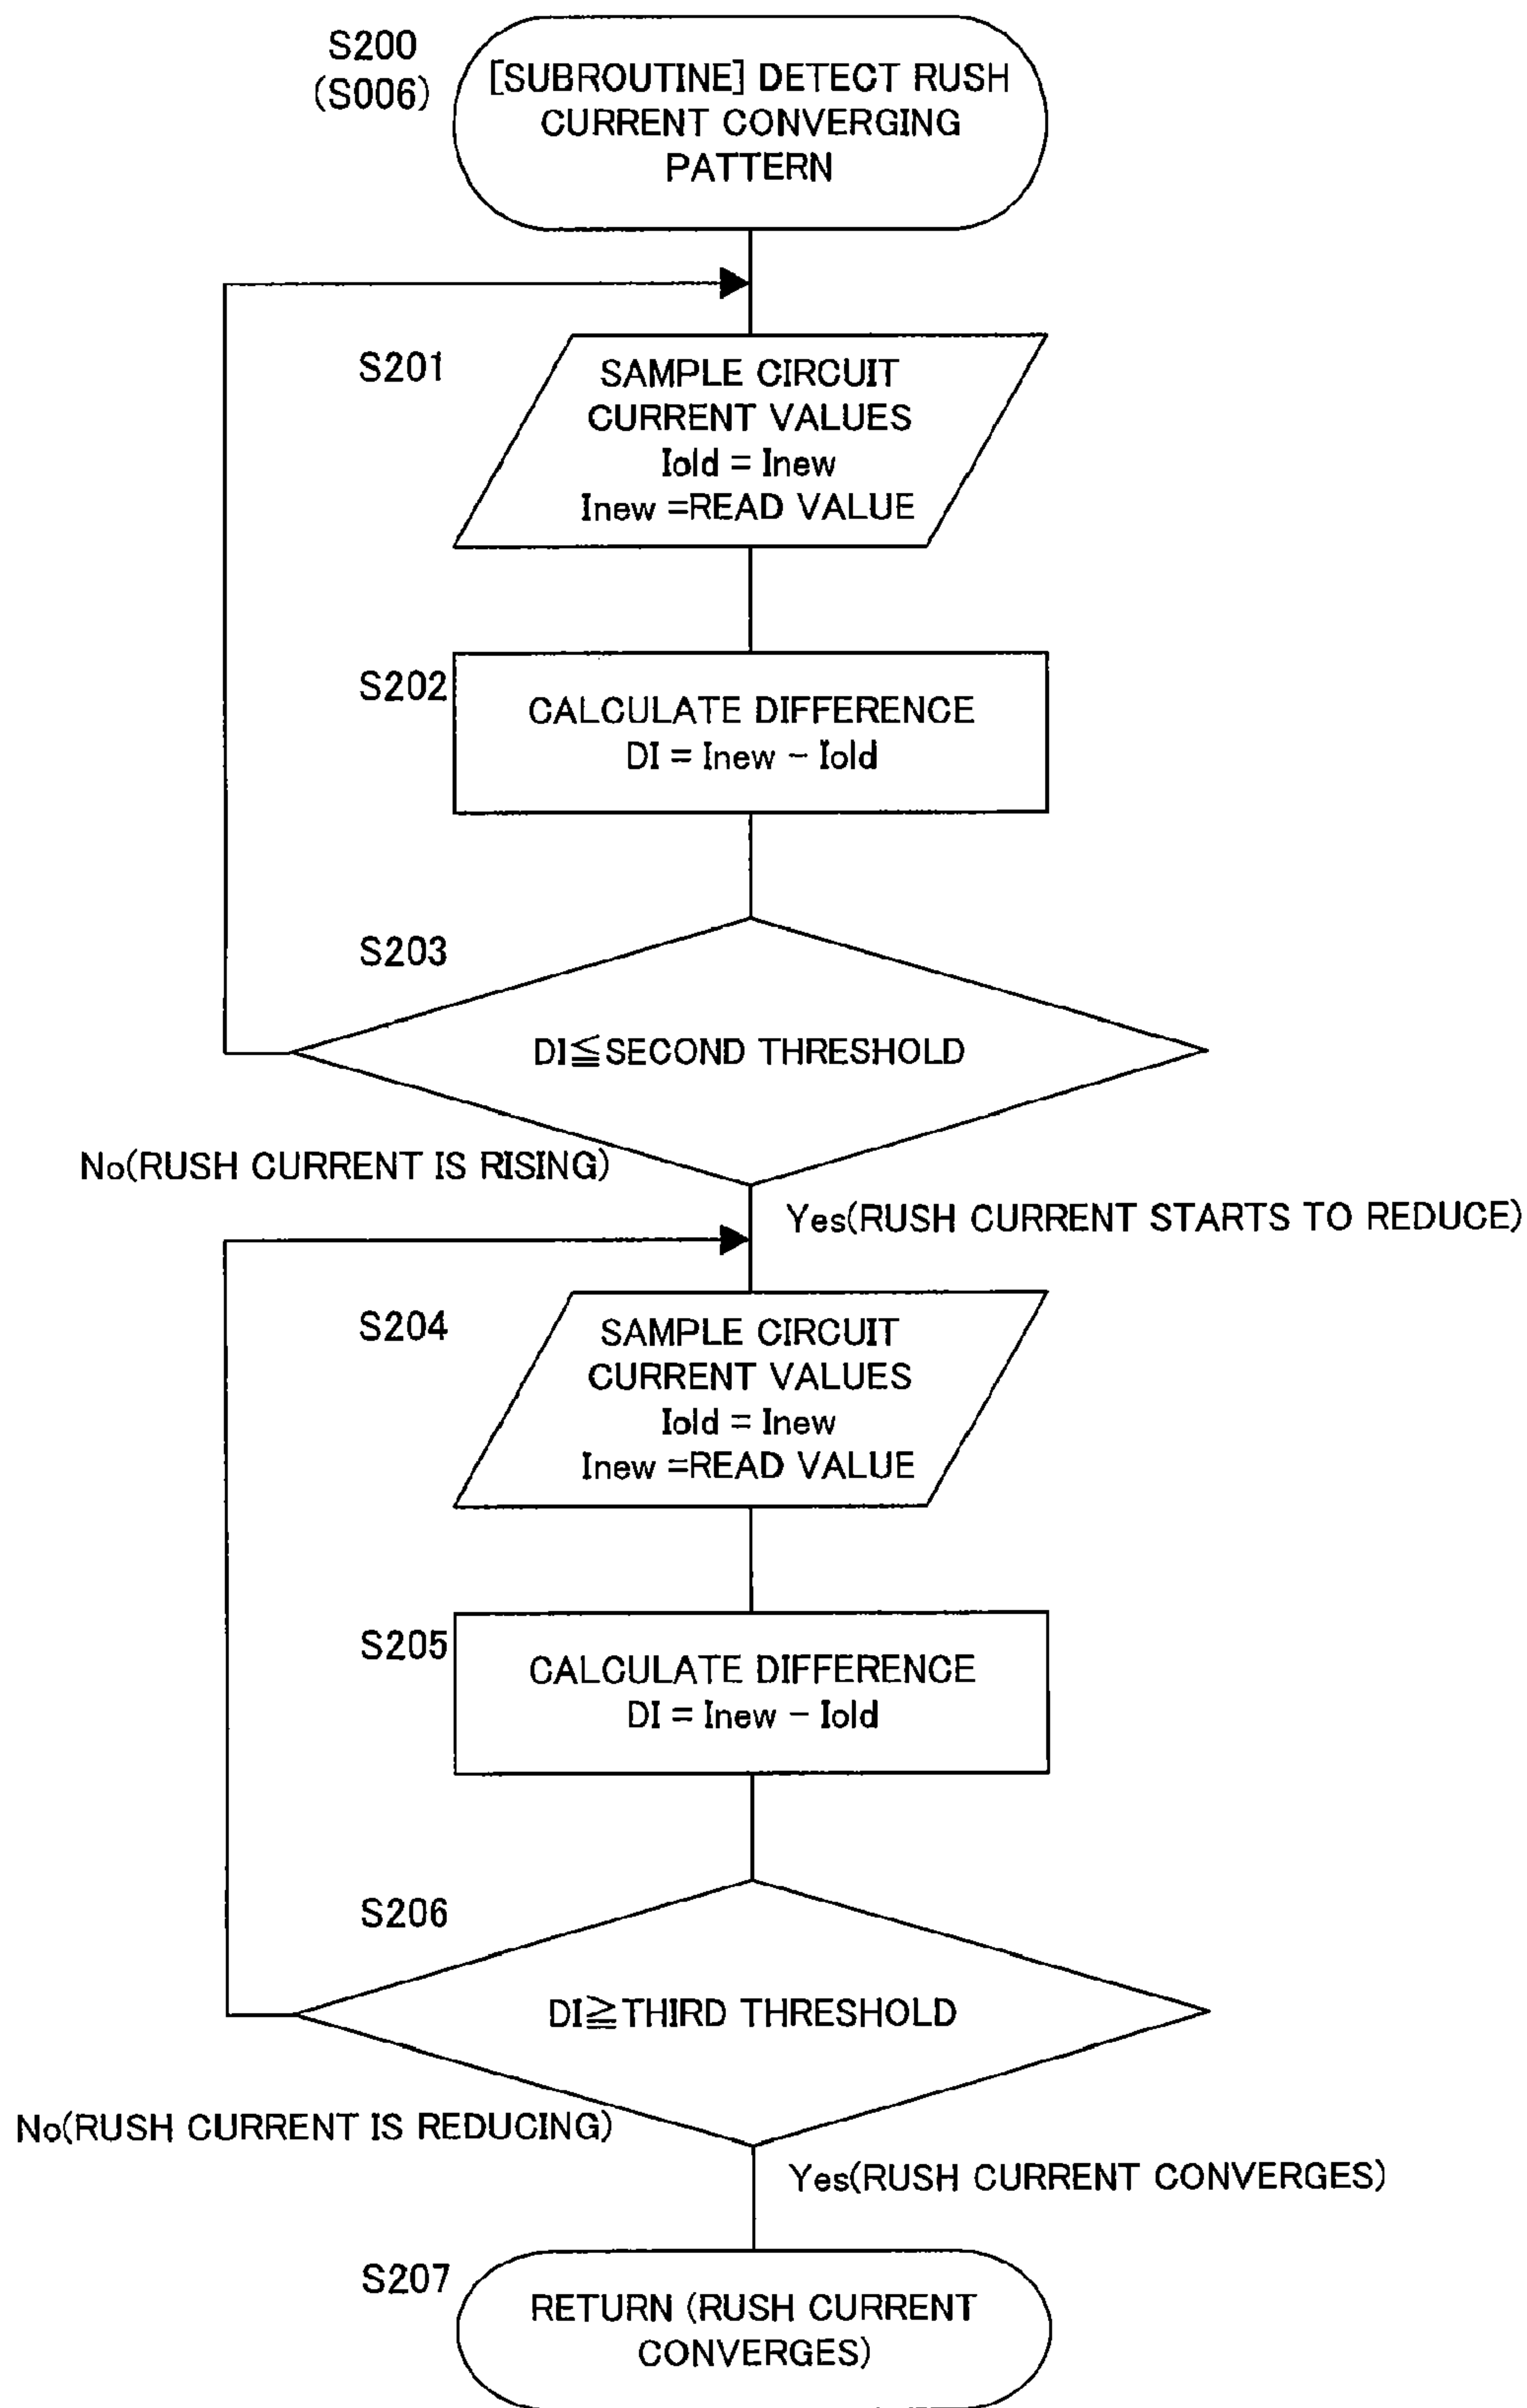 S200
(S006)
[SUBROUTINE] DETECT RUSH
CURRENT CONVERGING
PATTERN
S201
SAMPLE CIRCUIT
CURRENT VALUES
Iold = Inew
Inew =READ VALUE
S202
CALCULATE DIFFERENCE
DI = Inew − Iold
S203
DI≦SECOND THRESHOLD
No(RUSH CURRENT IS RISING)
Yes(RUSH CURRENT STARTS TO REDUCE)
S204
SAMPLE CIRCUIT
CURRENT VALUES
Iold = Inew
Inew =READ VALUE
S205
CALCULATE DIFFERENCE
DI = Inew − Iold
S206
DI≧THIRD THRESHOLD
No(RUSH CURRENT IS REDUCING)
Yes(RUSH CURRENT CONVERGES)
S207
RETURN (RUSH CURRENT
CONVERGES)